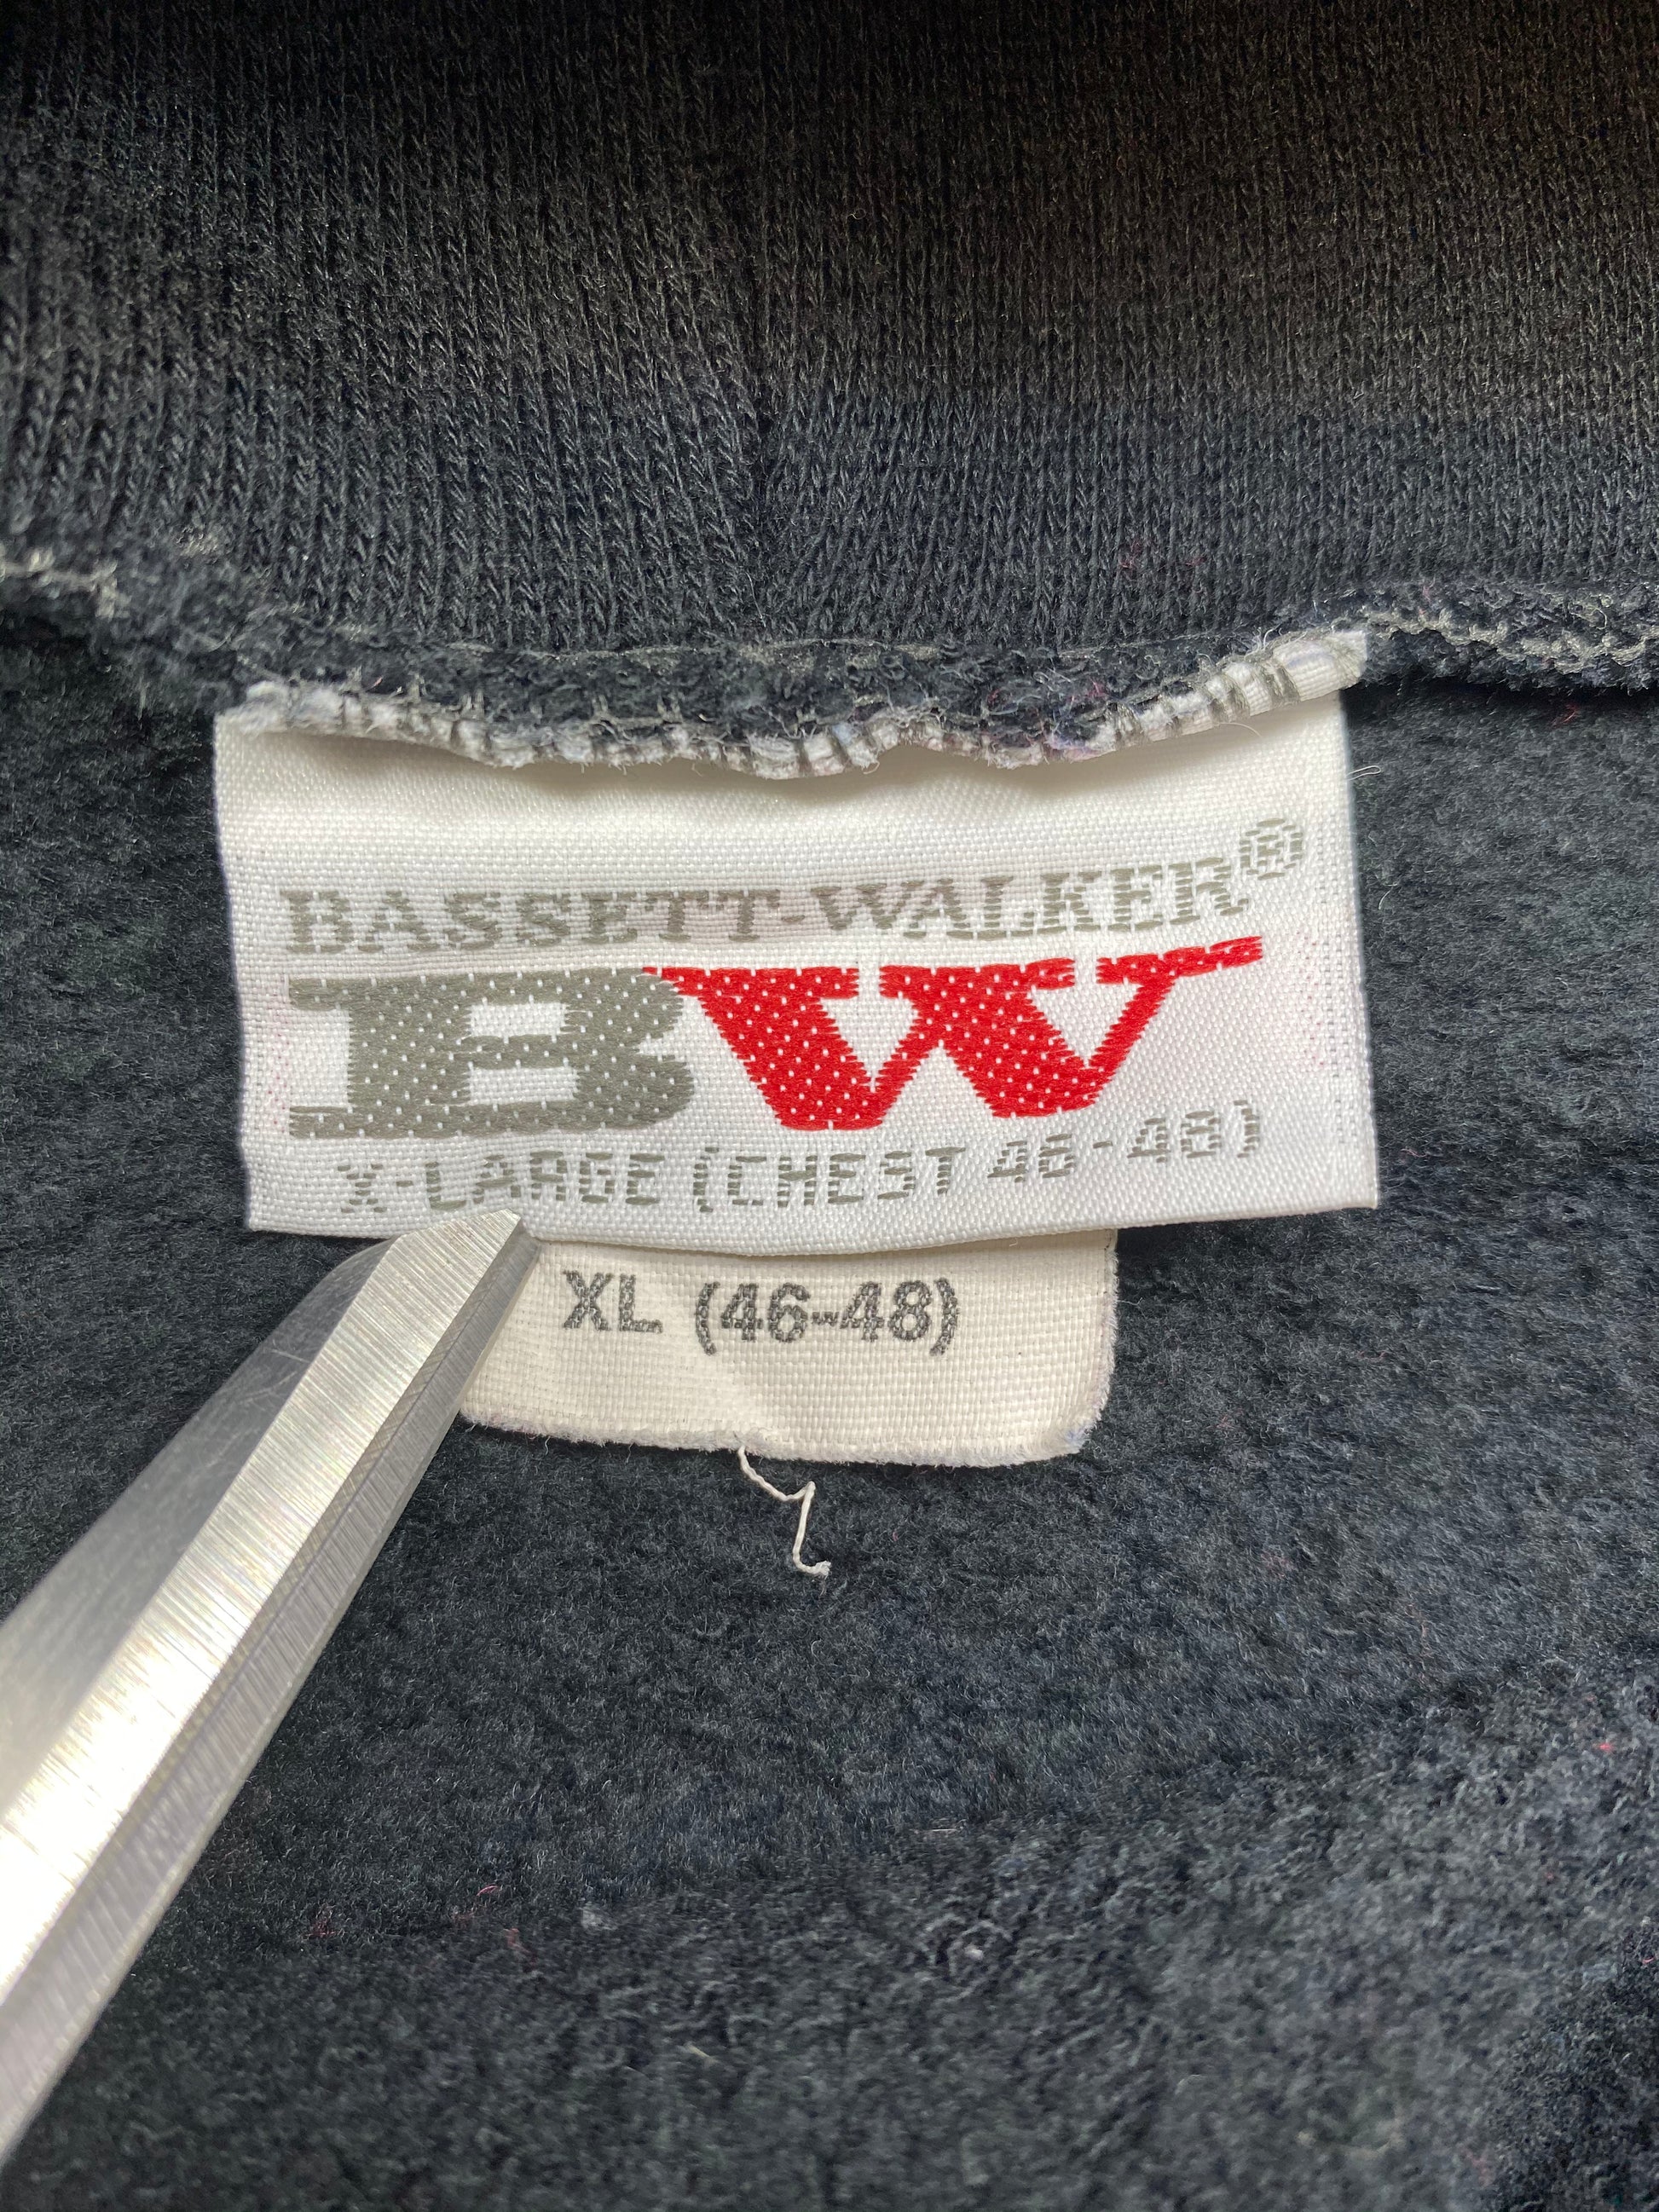 BASSETT-WALKER®
BW
X-LARGE (CHEST 46-48)
XL (46-48)